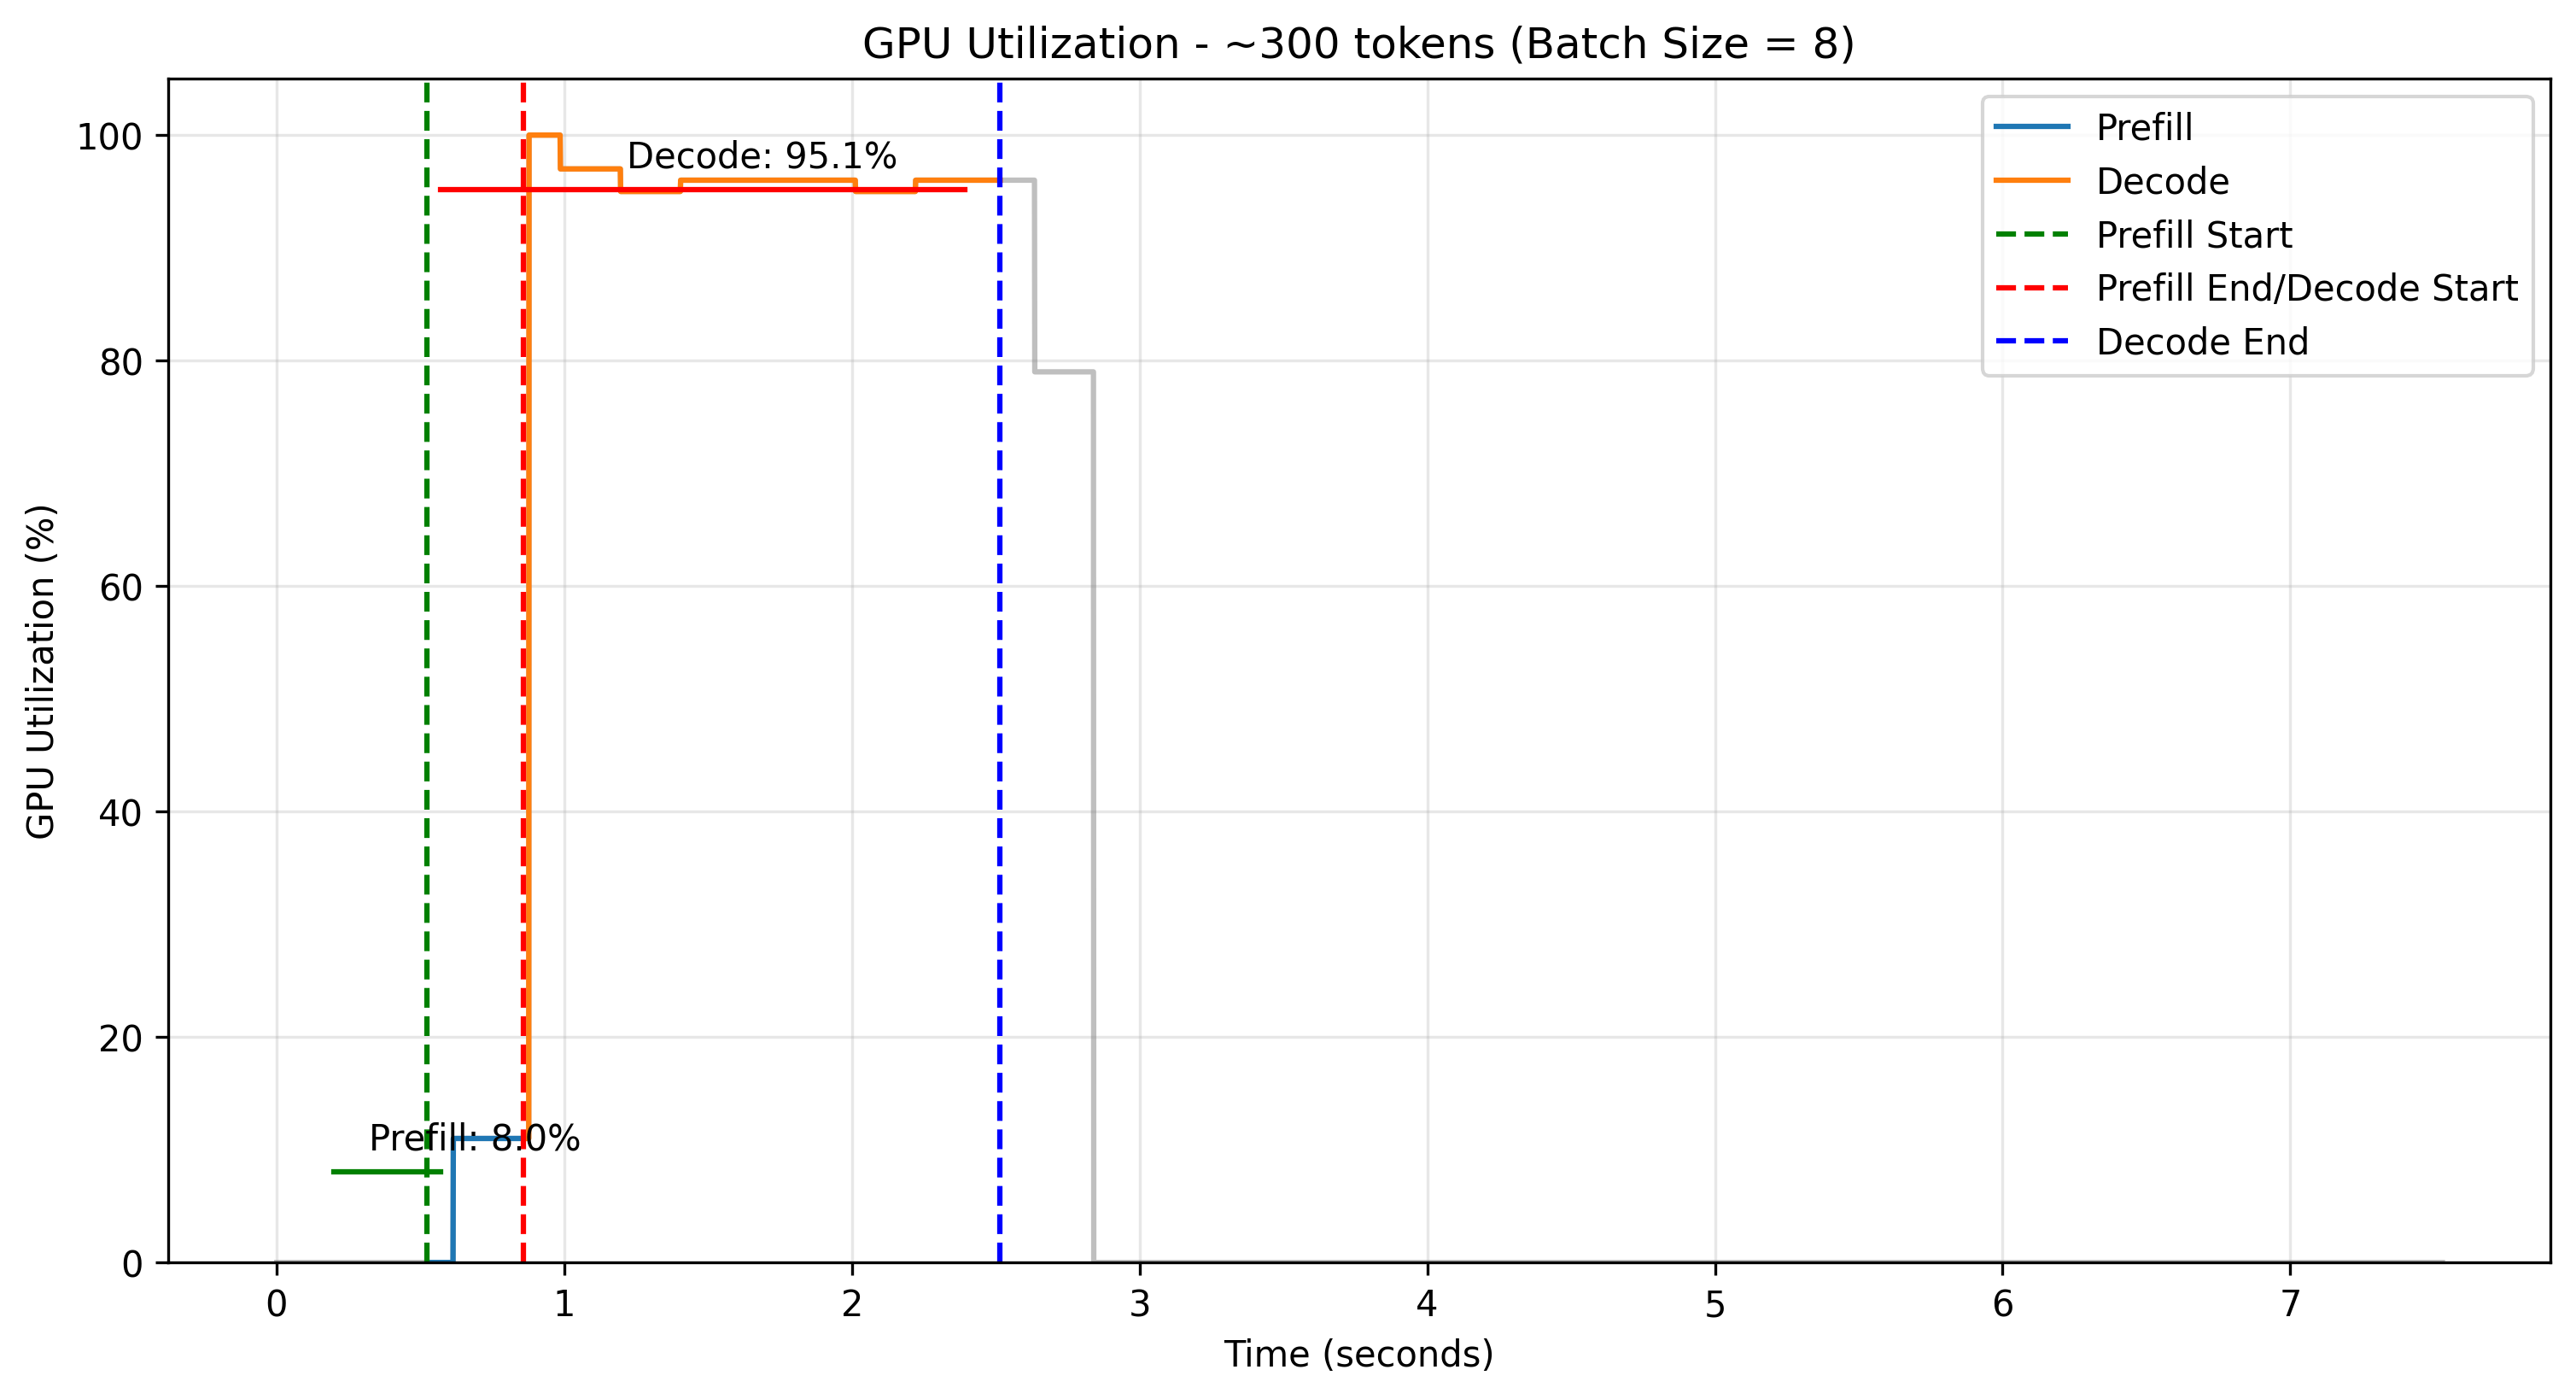 GPU Utilization - ~300 tokens (Batch Size = 8)
GPU Utilization (%)
100
80
60
40
20
0
Decode: 95.1%
Prefill: 8.0%
Prefill
Decode
Prefill Start
Prefill End/Decode Start
Decode End
0 1 2 3 4 5 6 7
Time (seconds)